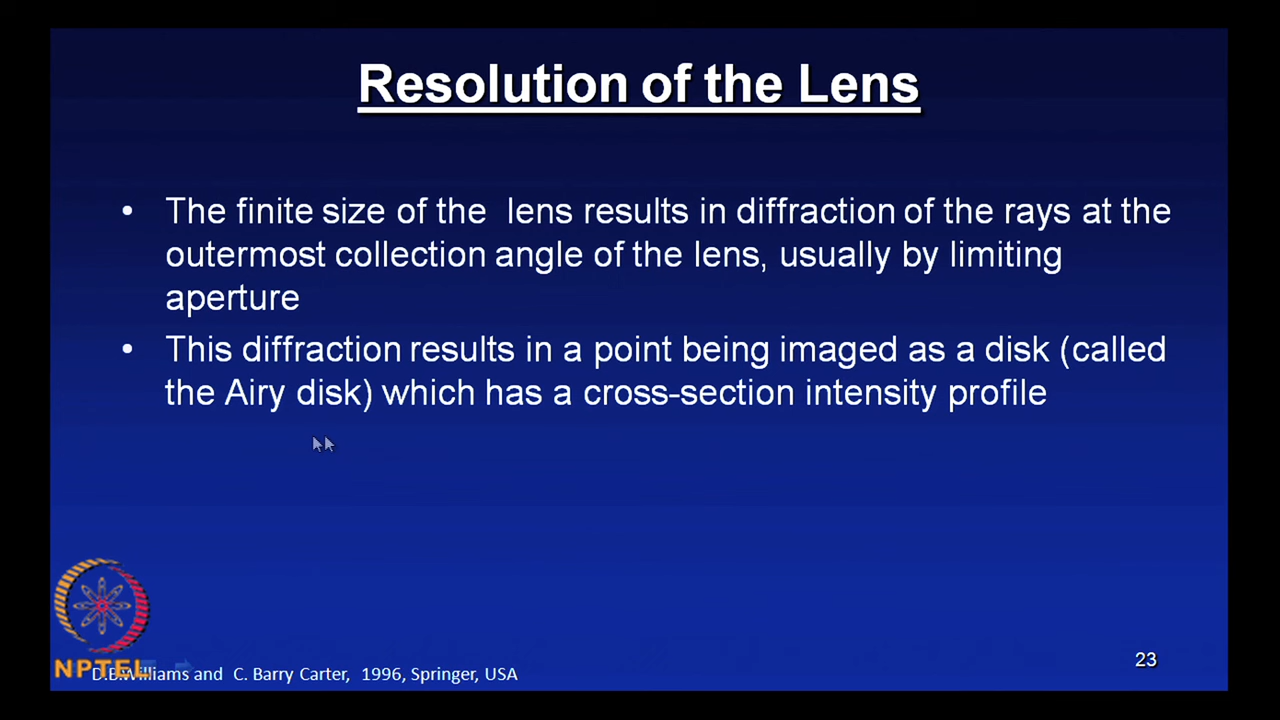 Resolution of the Lens
• The finite size of the lens results in diffraction of the rays at the
outermost collection angle of the lens, usually by limiting
aperture
• This diffraction results in a point being imaged as a disk (called
the Airy disk) which has a cross-section intensity profile
23
NPTEL
D.B.Williams and C. Barry Carter, 1996, Springer, USA